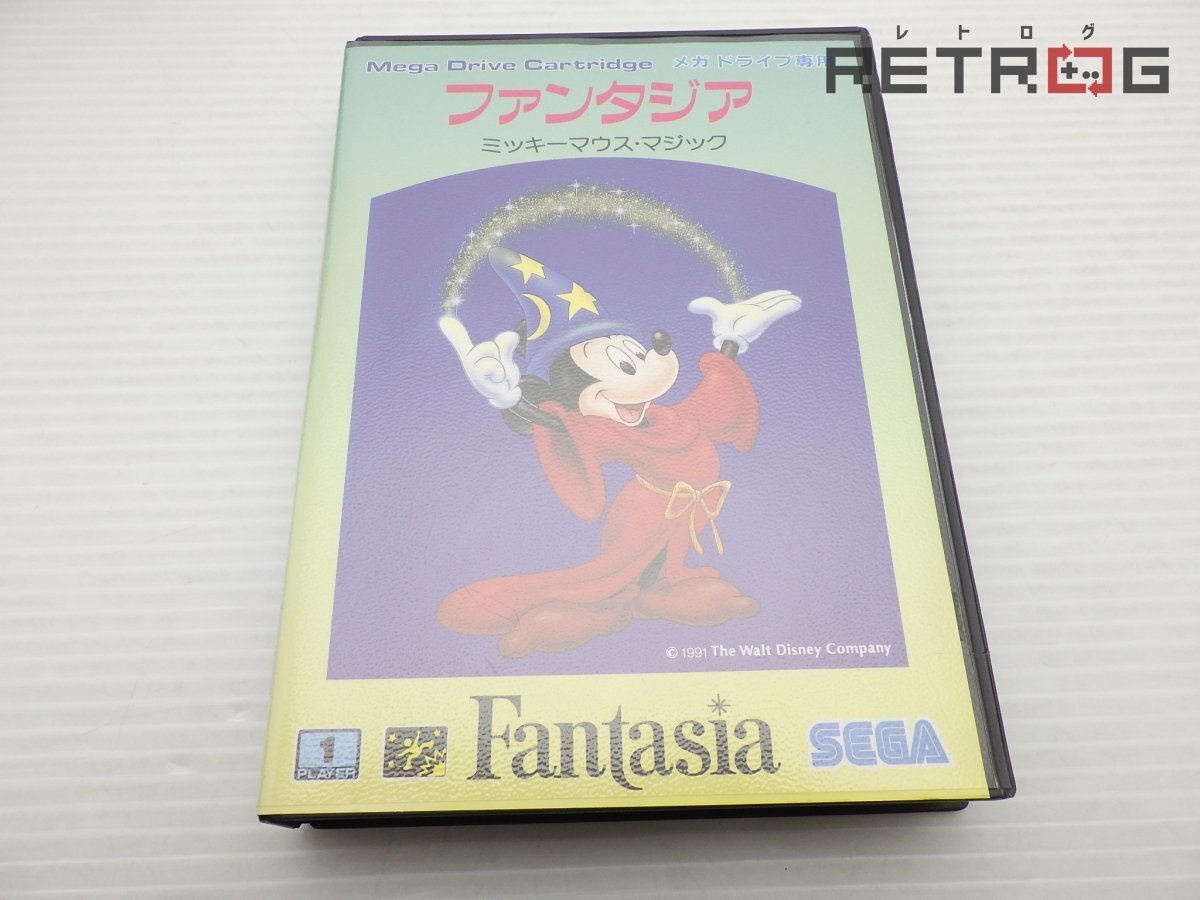 レトログ
RETROG
Mega Drive Cartridge メガドライブ専用
ファンタジア
ミッキーマウス・マジック
© 1991 The Walt Disney Company
1
PLAYER
Fantasia
SEGA